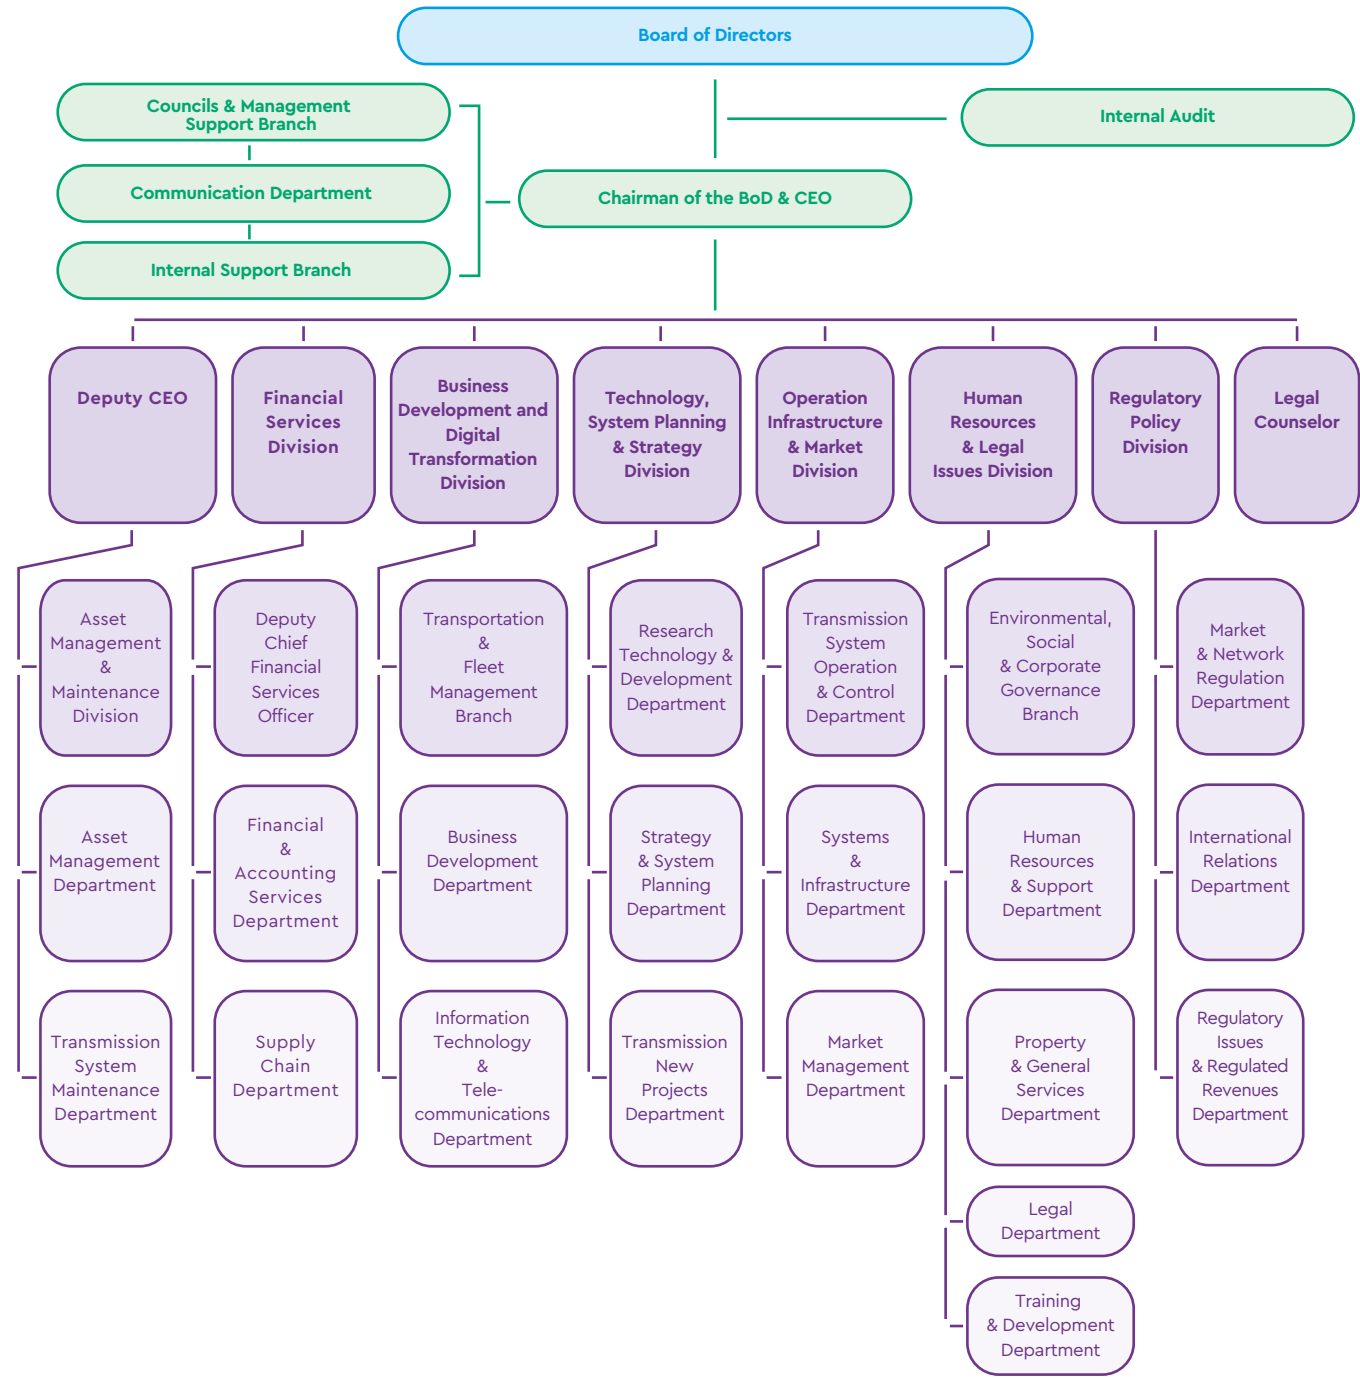 Board of Directors
Councils & Management
Support Branch
Internal Audit
Communication Department
Chairman of the BoD & CEO
Internal Support Branch
Deputy CEO
Financial
Services
Division
Business
Development and
Digital
Transformation
Division
Technology,
System Planning
& Strategy
Division
Operation
Infrastructure
& Market
Division
Human
Resources
& Legal
Issues Division
Regulatory
Policy
Division
Legal
Counselor
Asset
Management
&
Maintenance
Division
Deputy
Chief
Financial
Services
Officer
Transportation
&
Fleet
Management
Branch
Research
Technology &
Development
Department
Transmission
System
Operation
& Control
Department
Environmental,
Social
& Corporate
Governance
Branch
Market
& Network
Regulation
Department
Asset
Management
Department
Financial
&
Accounting
Services
Department
Business
Development
Department
Strategy
& System
Planning
Department
Systems
&
Infrastructure
Department
Human
Resources
& Support
Department
International
Relations
Department
Transmission
System
Maintenance
Department
Supply
Chain
Department
Information
Technology
&
Tele-
communications
Department
Transmission
New
Projects
Department
Market
Management
Department
Property
& General
Services
Department
Regulatory
Issues
& Regulated
Revenues
Department
Legal
Department
Training
& Development
Department